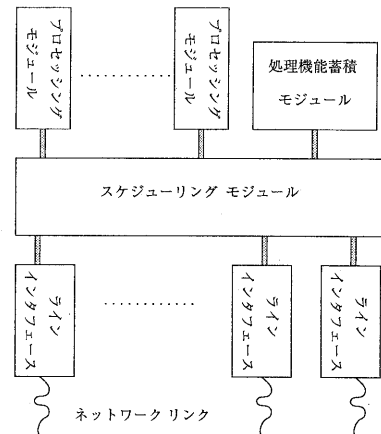 プロセッシング
モジュール
プロセッシング
モジュール
処理機能蓄積
モジュール
スケジューリング モジュール
ライン
インタフェース
ライン
インタフェース
ライン
インタフェース
ネットワーク リンク